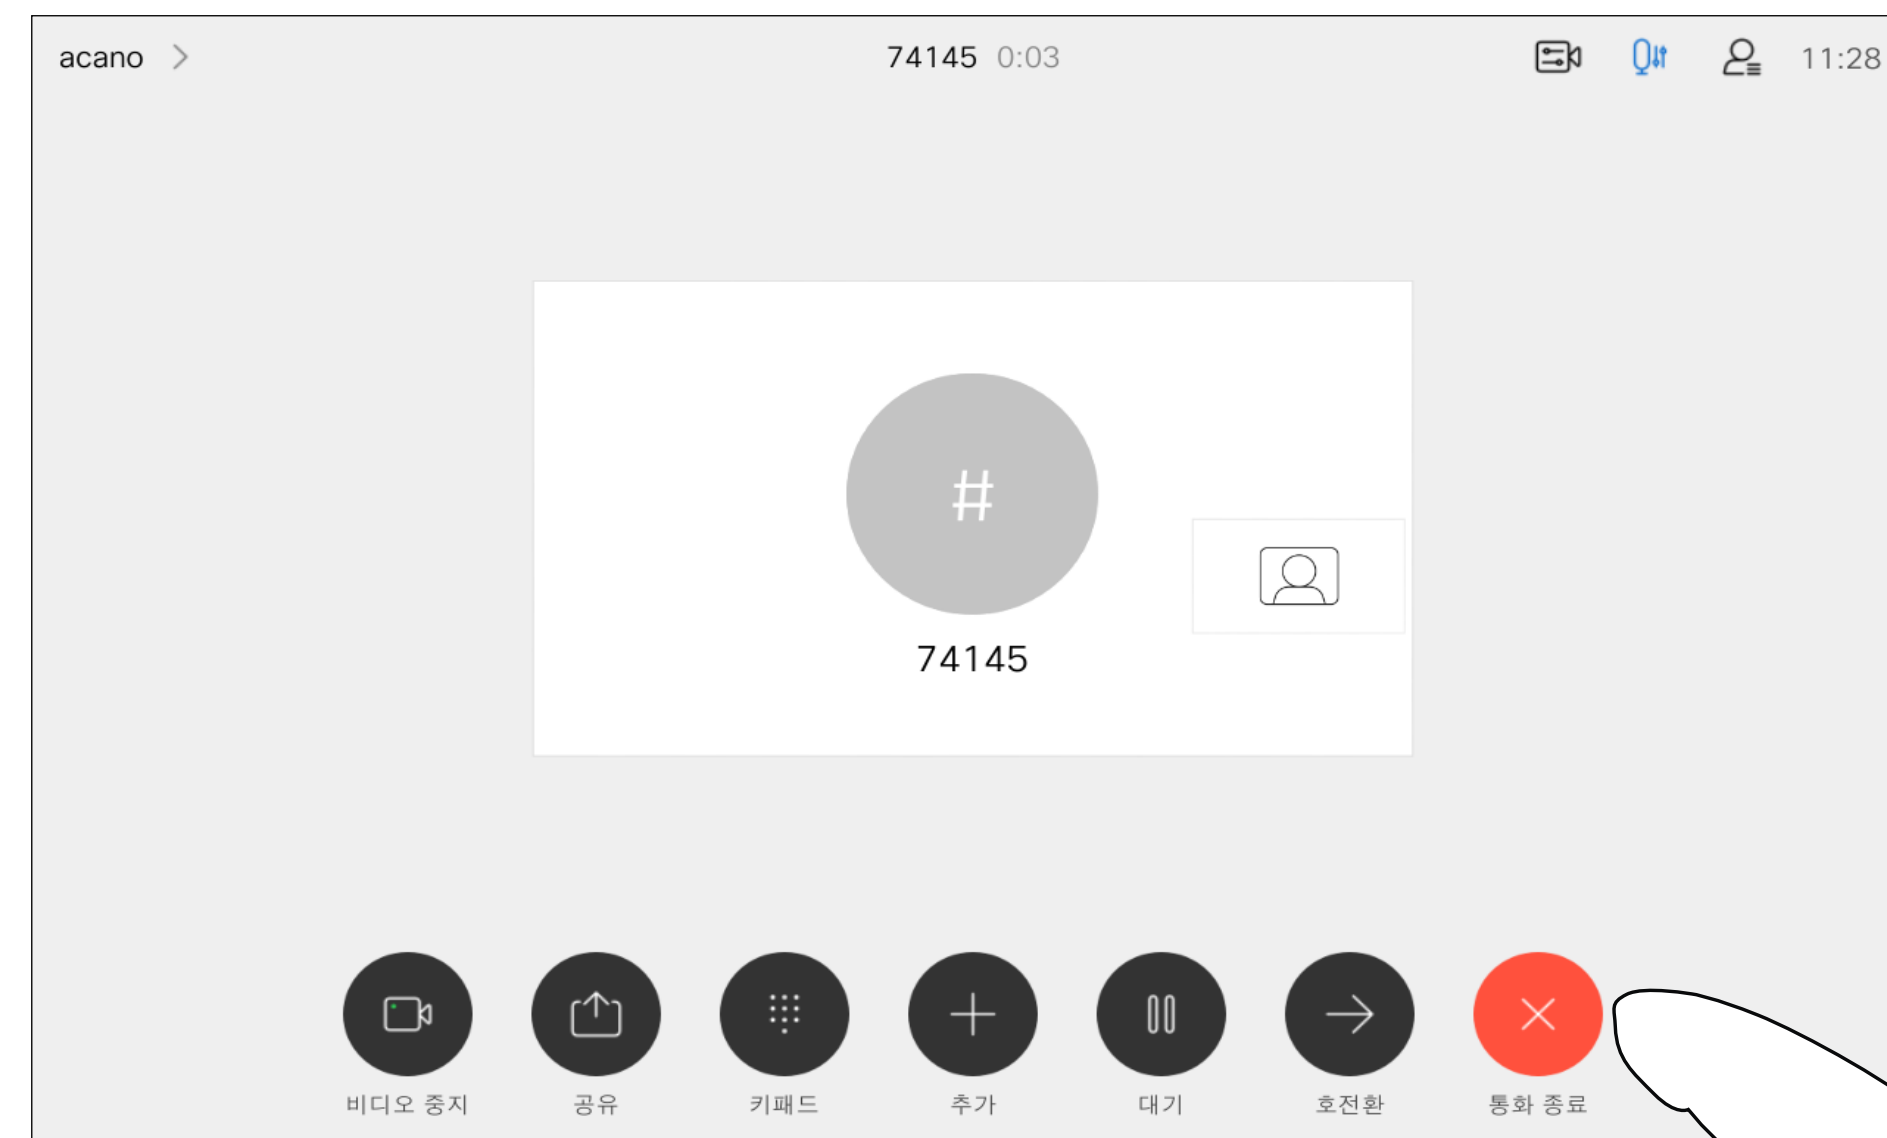 acano
74145 0:03
11:28
#
74145
비디오 중지
공유
키패드
추가
대기
호전환
통화 종료